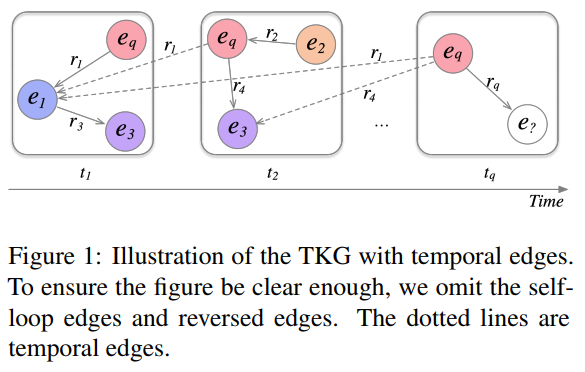 e_q
r_1
r_1
e_q
r_2
e_2
r_1
e_q
e_1
r_3
e_3
r_4
e_3
r_4
r_q
e_?
...
t_1
t_2
t_q
Time
Figure 1: Illustration of the TKG with temporal edges.
To ensure the figure be clear enough, we omit the self-
loop edges and reversed edges. The dotted lines are
temporal edges.